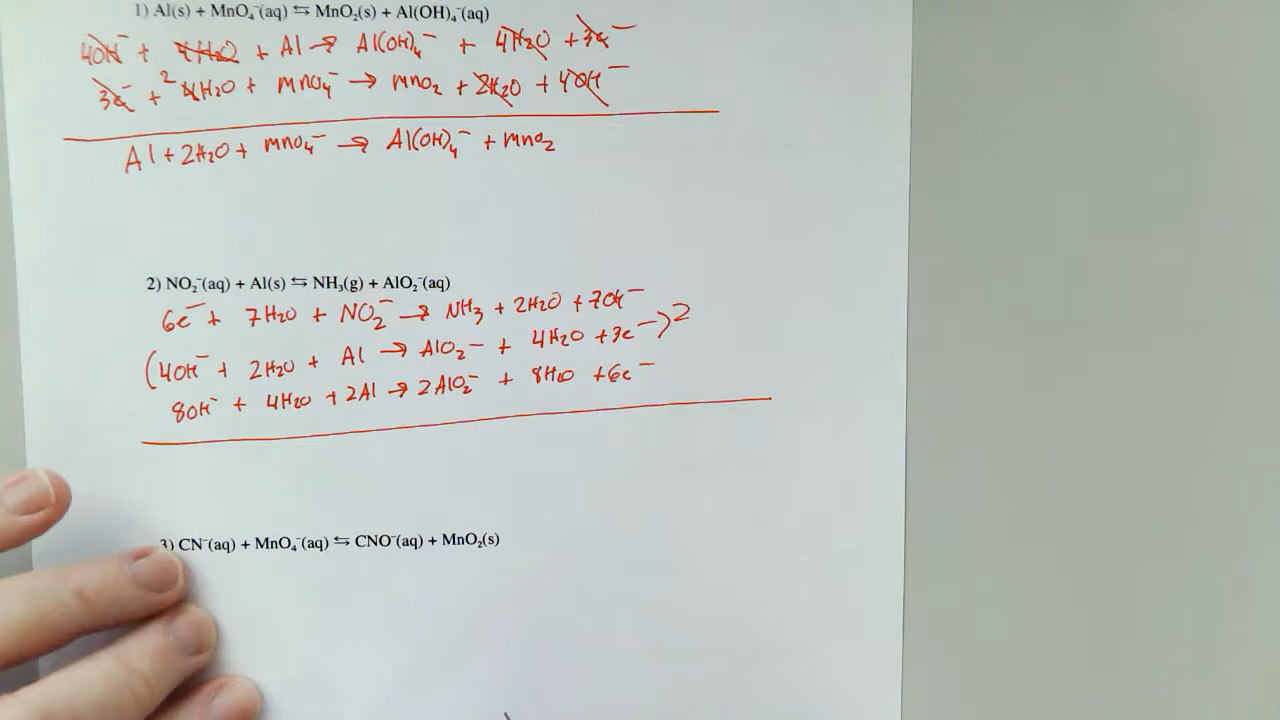 1) Al(s) + MnO₄⁻(aq) ⇆ MnO₂(s) + Al(OH)₄⁻(aq)
4OH⁻ + 4H₂O + Al → Al(OH)₄⁻ + 4H₂O + 3e⁻
3e⁻ + 2 4H₂O + MnO₄⁻ → MnO₂ + 2H₂O + 4OH⁻
Al + 2H₂O + MnO₄⁻ → Al(OH)₄⁻ + MnO₂
2) NO₂⁻(aq) + Al(s) ⇆ NH₃(g) + AlO₂⁻(aq)
6e⁻ + 7H₂O + NO₂⁻ → NH₃ + 2H₂O + 7OH⁻
(4OH⁻ + 2H₂O + Al → AlO₂⁻ + 4H₂O + 3e⁻)2
8OH⁻ + 4H₂O + 2Al → 2AlO₂⁻ + 8H₂O + 6e⁻
3) CN⁻(aq) + MnO₄⁻(aq) ⇆ CNO⁻(aq) + MnO₂(s)